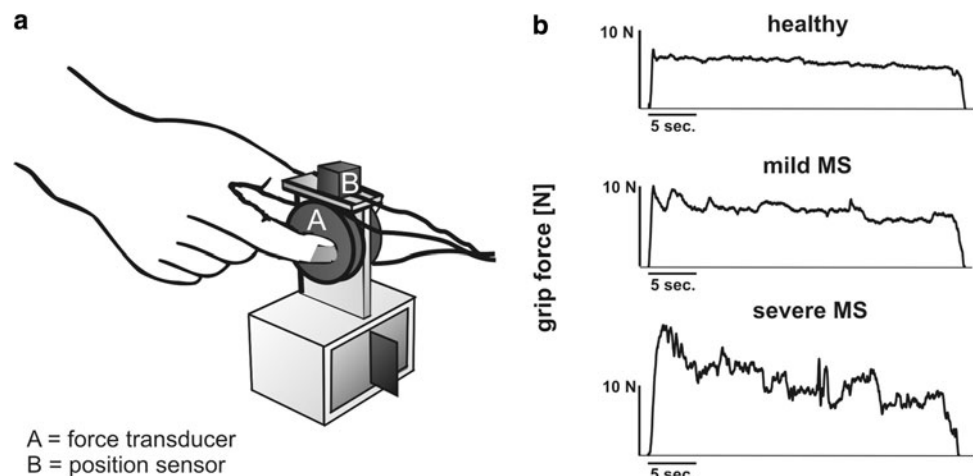 a
B
A
A = force transducer
B = position sensor
b
healthy
10 N
5 sec.
mild MS
10 N
5 sec.
severe MS
10 N
5 sec.
grip force [N]